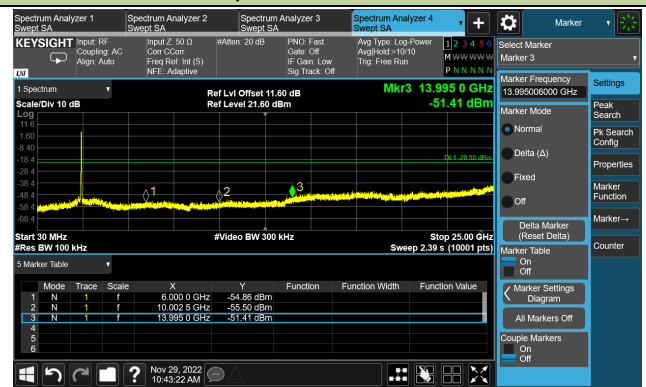 Spectrum Analyzer 1
Swept SA
Spectrum Analyzer 2
Swept SA
Spectrum Analyzer 3
Swept SA
Spectrum Analyzer 4
Swept SA
Marker
KEYSIGHT
Input: RF
Coupling: AC
Align: Auto
Input Z: 50 Ω
Corr CCorr
Freq Ref: Int (S)
NFE: Adaptive
#Atten: 20 dB
PNO: Fast
Gate: Off
IF Gain: Low
Sig Track: Off
Avg Type: Log-Power
Avg|Hold:>10/10
Trig: Free Run
1 2 3 4 5 6
M W W W W W
P N N N N N
LXI
Select Marker
Marker 3
1 Spectrum
Scale/Div 10 dB
Ref Lvl Offset 11.60 dB
Ref Level 21.60 dBm
Mkr3 13.995 0 GHz
-51.41 dBm
Log
11.6
1.60
-8.40
-18.4
-28.4
-38.4
-48.4
-58.4
-68.4
DL1 -20.50 dBm
1
2
3
Start 30 MHz
#Res BW 100 kHz
#Video BW 300 kHz
Stop 25.00 GHz
Sweep 2.39 s (10001 pts)
5 Marker Table
Mode Trace Scale X Y Function Function Width Function Value
1 N 1 f 6.000 0 GHz -54.86 dBm
2 N 1 f 10.002 5 GHz -55.50 dBm
3 N 1 f 13.995 0 GHz -51.41 dBm
4
5
6
Marker Frequency
13.995006000 GHz
Marker Mode
Normal
Delta (Δ)
Fixed
Off
Delta Marker
(Reset Delta)
Marker Table
On
Off
Marker Settings
Diagram
All Markers Off
Couple Markers
On
Off
Settings
Peak
Search
Pk Search
Config
Properties
Marker
Function
Marker→
Counter
Nov 29, 2022
10:43:22 AM